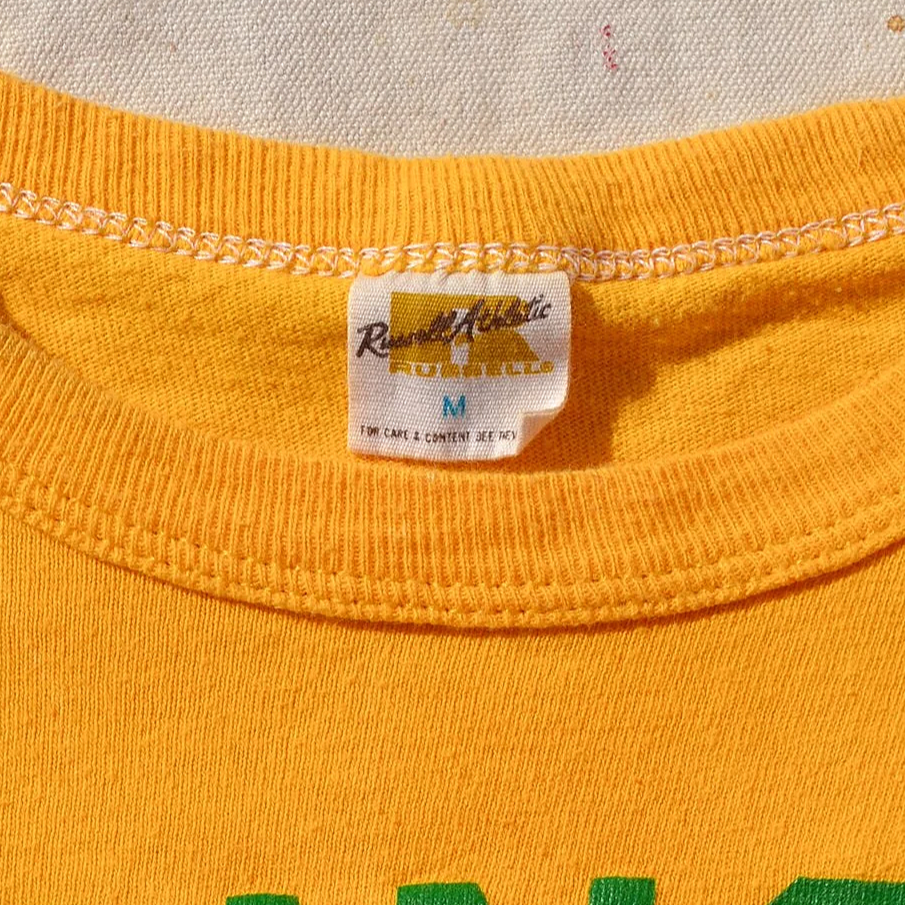 Russell Athletic
RUSSELL®
M
FOR CARE & CONTENT SEE REV